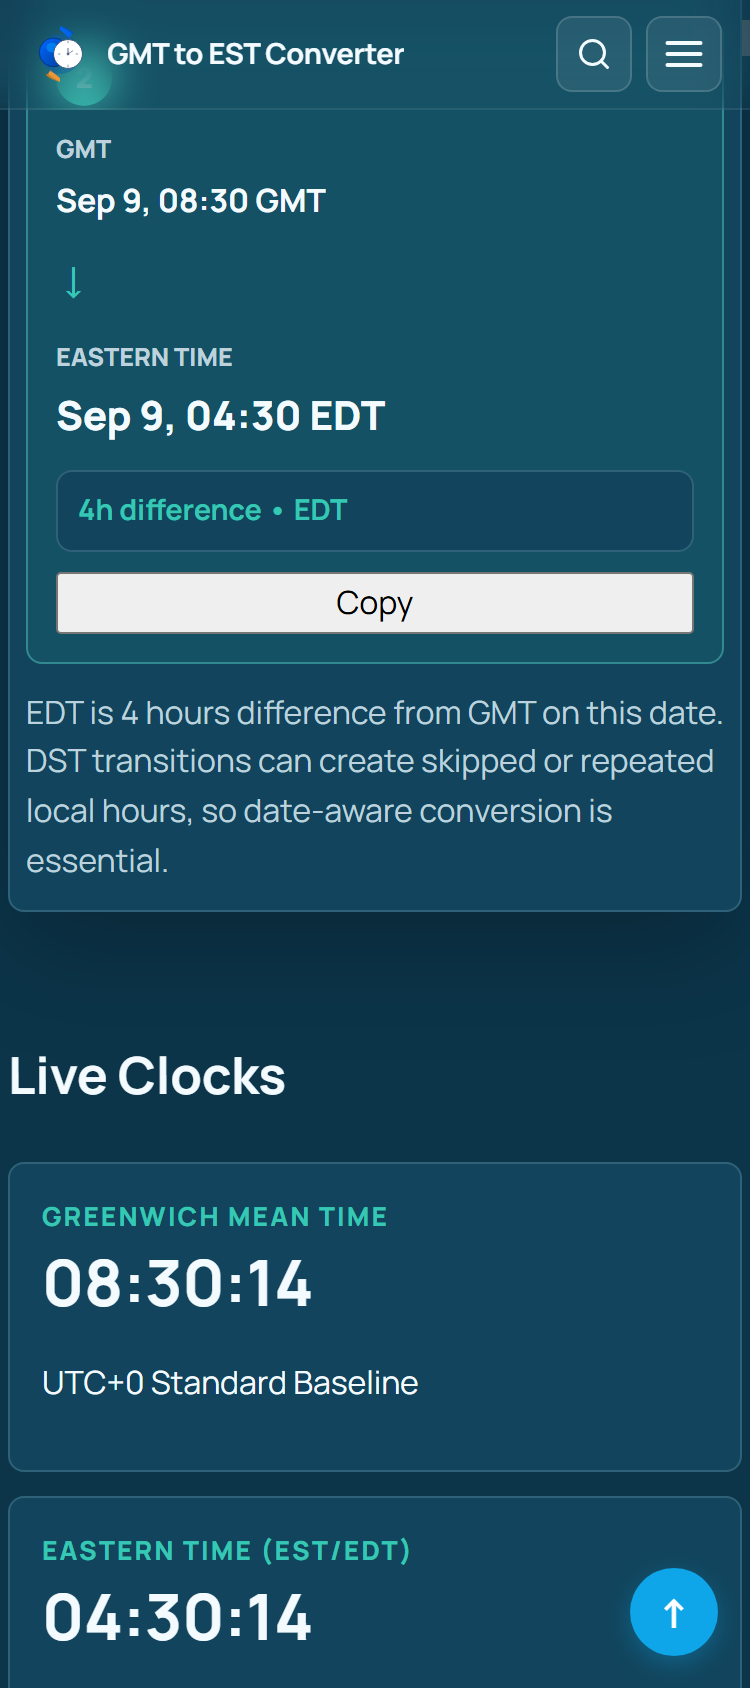 GMT to EST Converter
2
GMT
Sep 9, 08:30 GMT
↓
EASTERN TIME
Sep 9, 04:30 EDT
4h difference • EDT
Copy
EDT is 4 hours difference from GMT on this date.
DST transitions can create skipped or repeated
local hours, so date-aware conversion is
essential.
Live Clocks
GREENWICH MEAN TIME
08:30:14
UTC+0 Standard Baseline
EASTERN TIME (EST/EDT)
04:30:14
↑